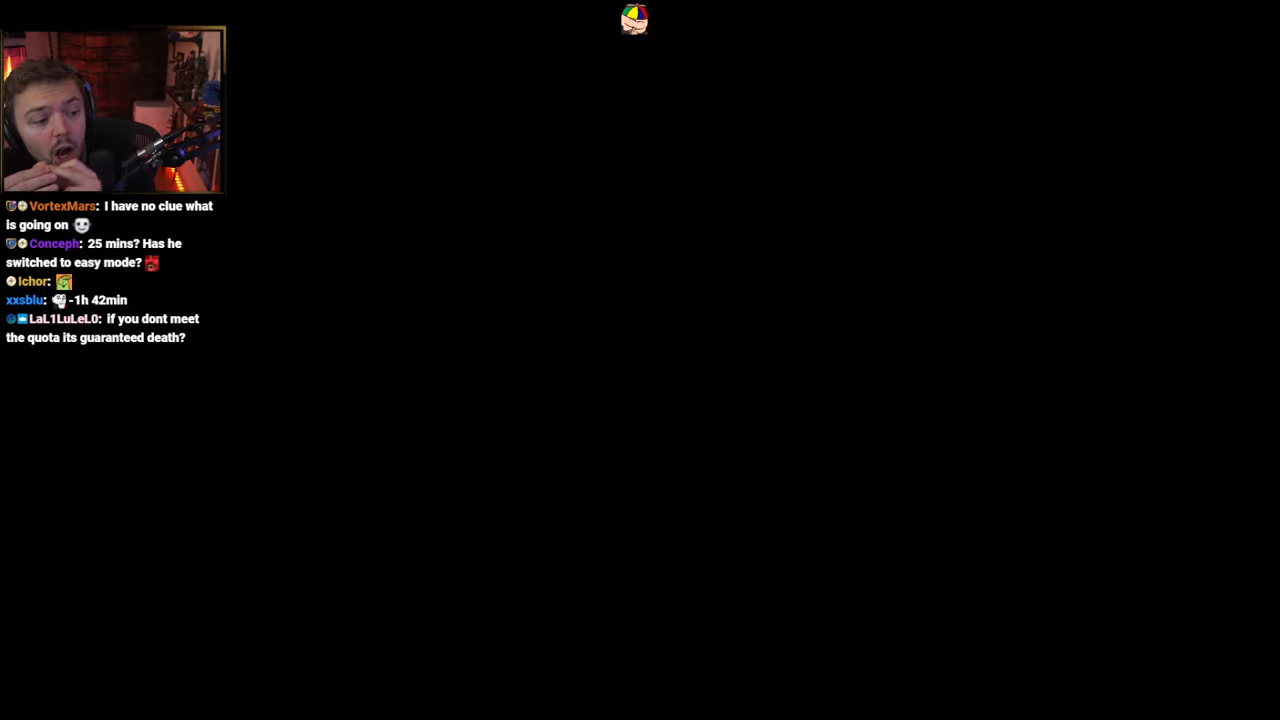 VortexMars: I have no clue what
is going on
Conceph: 25 mins? Has he
switched to easy mode?
Ichor:
xxsblu: -1h 42min
LaL1LuLeL0: if you dont meet
the quota its guaranteed death?